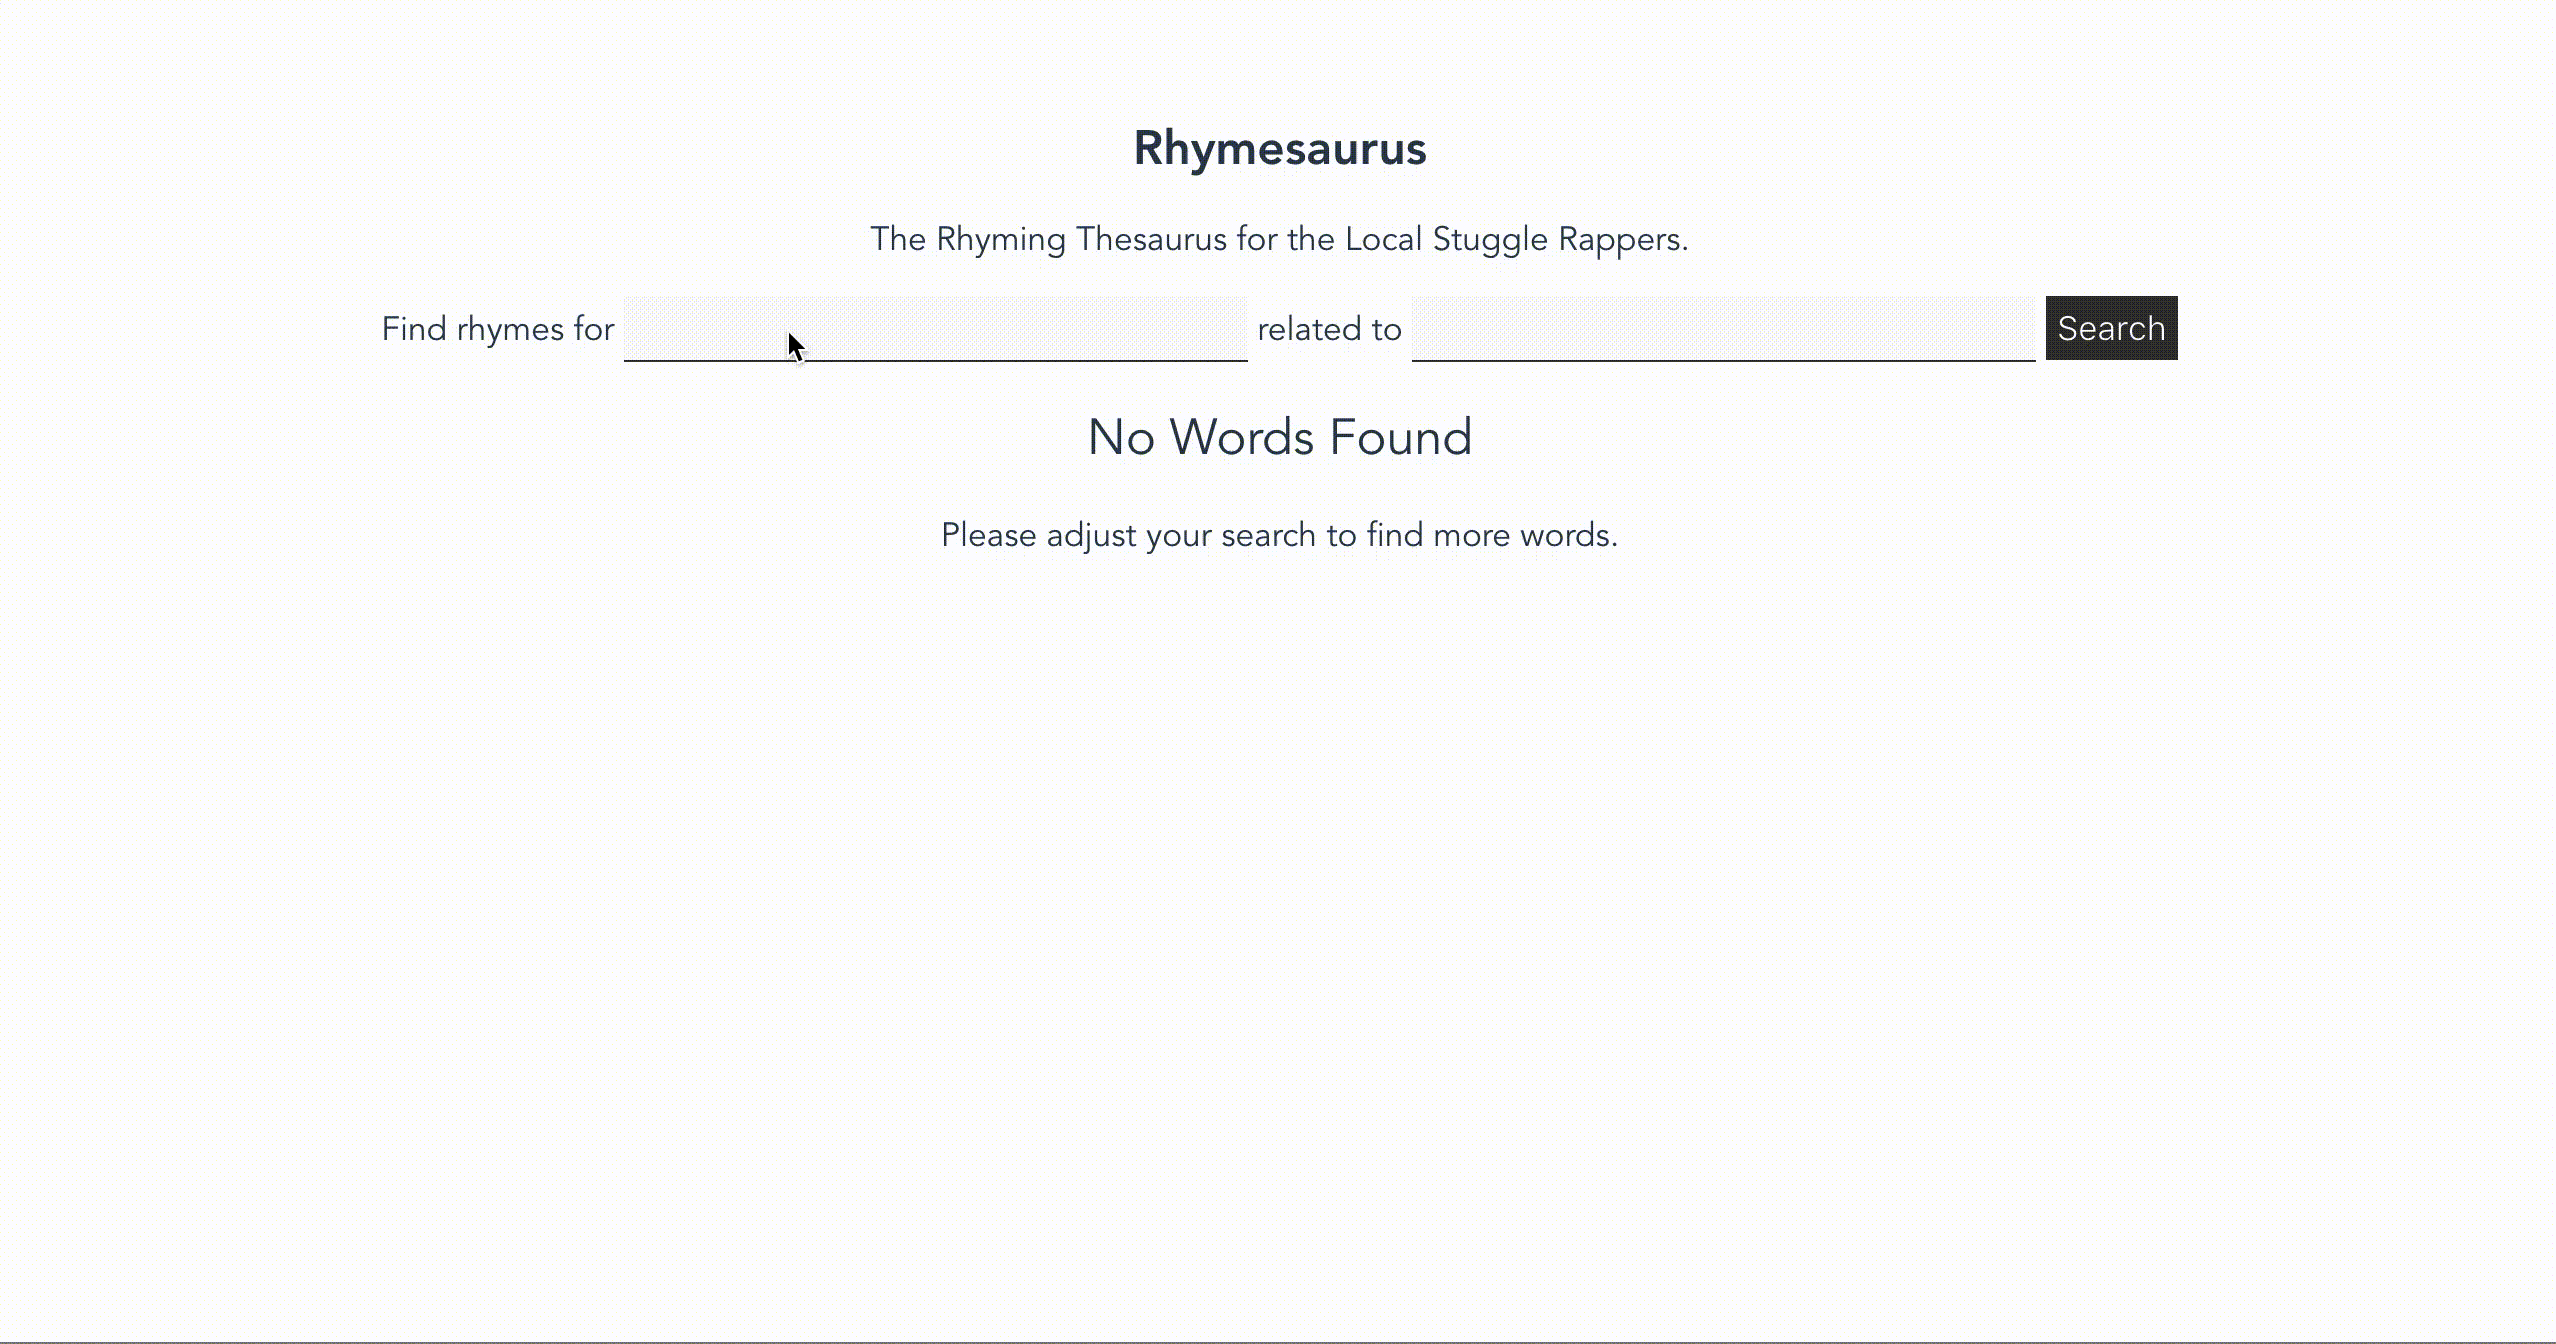 Rhymesaurus
The Rhyming Thesaurus for the Local Stuggle Rappers.
Find rhymes for related to Search
No Words Found
Please adjust your search to find more words.